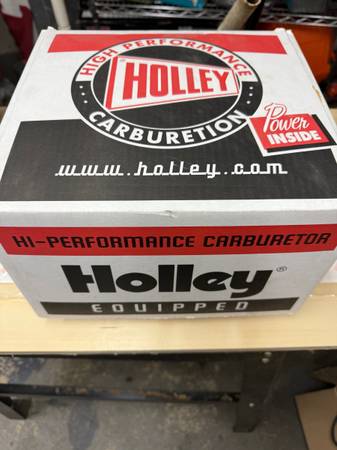 HIGH PERFORMANCE
HOLLEY
CARBURETION
Power
INSIDE
www.holley.com
HI-PERFORMANCE CARBURETOR
Holley®
EQUIPPED